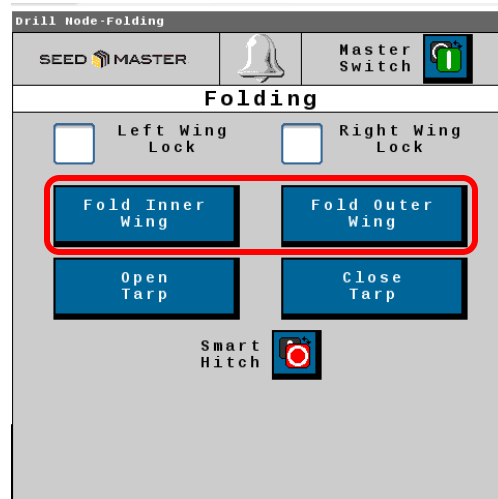 Drill Node-Folding
SEED MASTER
Master
Switch
Folding
Left Wing
Lock
Right Wing
Lock
Fold Inner
Wing
Fold Outer
Wing
Open
Tarp
Close
Tarp
Smart
Hitch